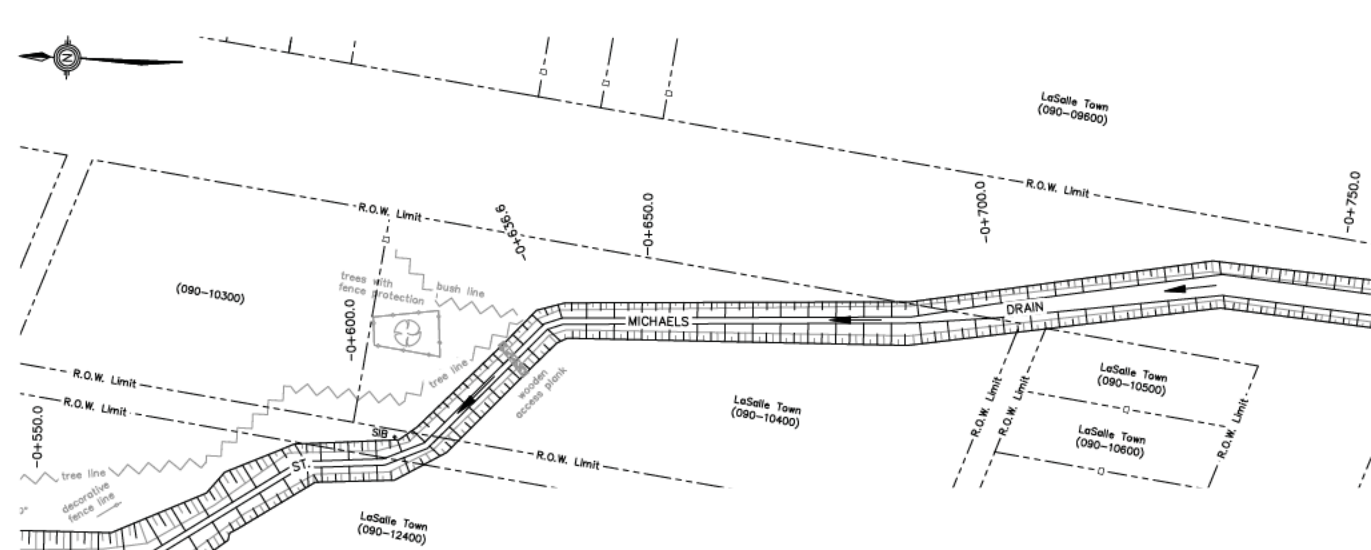 N
LaSalle Town
(090-09600)
R.O.W. Limit
-0+750.0
-0+700.0
-0+650.0
-0+636.6
R.O.W. Limit
(090-10300)
trees with
fence protection
bush line
-0+600.0
MICHAELS
DRAIN
tree line
wooden
access plank
R.O.W. Limit
R.O.W. Limit
-0+550.0
SIB
ST.
R.O.W. Limit
LaSalle Town
(090-10400)
LaSalle Town
(090-10500)
LaSalle Town
(090-10600)
R.O.W. Limit
R.O.W. Limit
R.O.W. Limit
tree line
decorative
fence line
LaSalle Town
(090-12400)